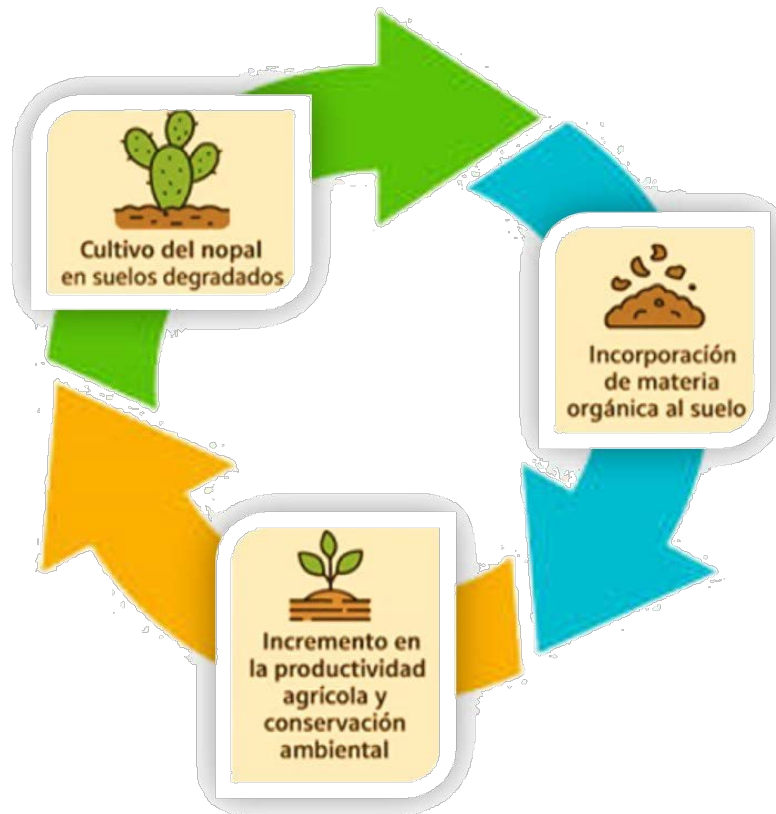 Cultivo del nopal
en suelos degradados
Incorporación
de materia
orgánica al suelo
Incremento en
la productividad
agrícola y
conservación
ambiental